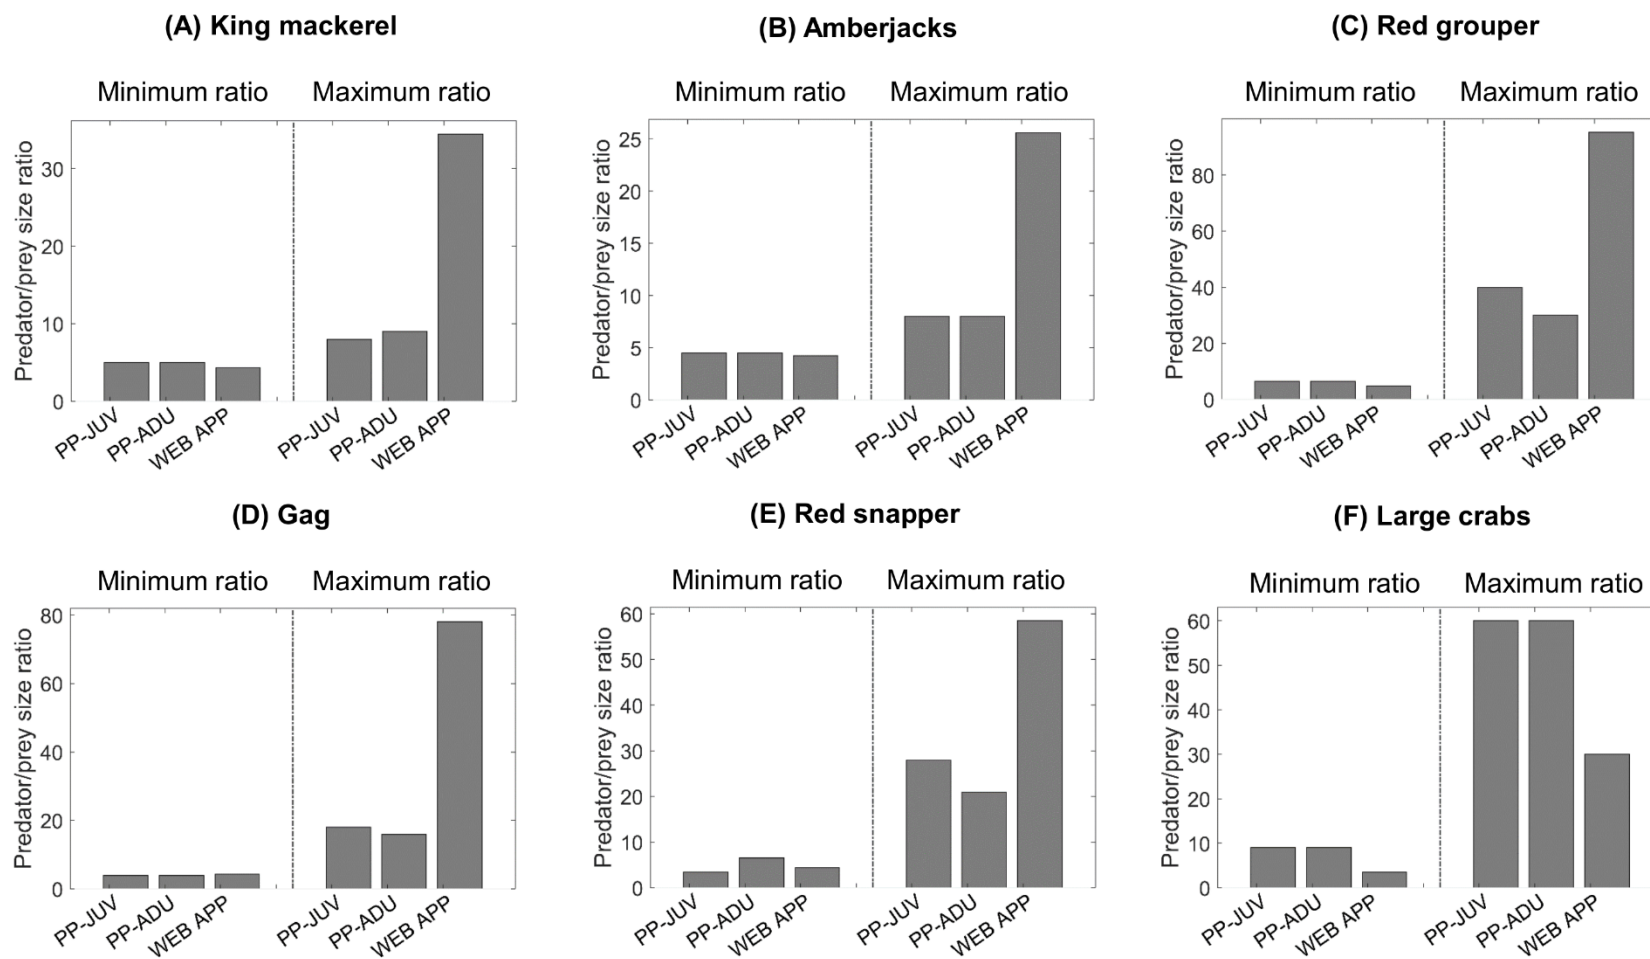 (A) King mackerel
Minimum ratio Maximum ratio
Predator/prey size ratio
30
20
10
0
PP-JUV PP-ADU WEB APP PP-JUV PP-ADU WEB APP
(B) Amberjacks
Minimum ratio Maximum ratio
Predator/prey size ratio
25
20
15
10
5
0
PP-JUV PP-ADU WEB APP PP-JUV PP-ADU WEB APP
(C) Red grouper
Minimum ratio Maximum ratio
Predator/prey size ratio
80
60
40
20
0
PP-JUV PP-ADU WEB APP PP-JUV PP-ADU WEB APP
(D) Gag
Minimum ratio Maximum ratio
Predator/prey size ratio
80
60
40
20
0
PP-JUV PP-ADU WEB APP PP-JUV PP-ADU WEB APP
(E) Red snapper
Minimum ratio Maximum ratio
Predator/prey size ratio
60
50
40
30
20
10
0
PP-JUV PP-ADU WEB APP PP-JUV PP-ADU WEB APP
(F) Large crabs
Minimum ratio Maximum ratio
Predator/prey size ratio
60
50
40
30
20
10
0
PP-JUV PP-ADU WEB APP PP-JUV PP-ADU WEB APP